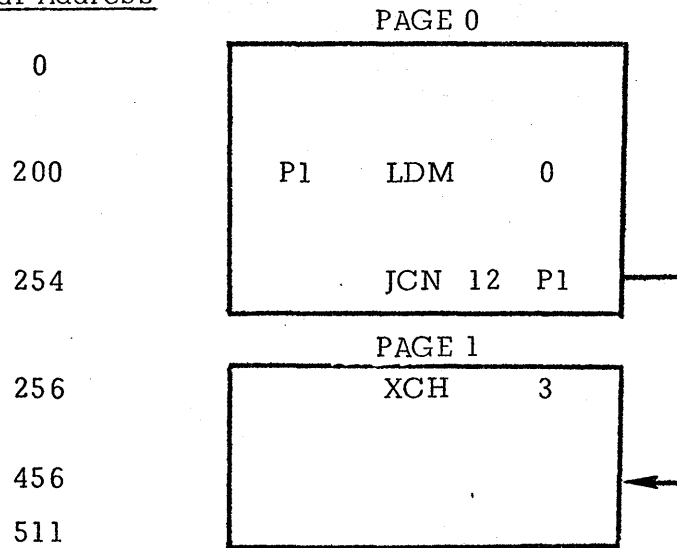 Address
PAGE 0
0
200 P1 LDM 0
254 JCN 12 P1
PAGE 1
256 XCH 3
456
511